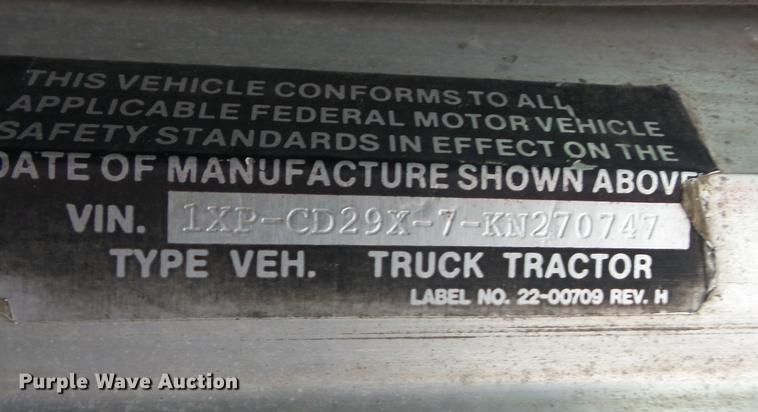 THIS VEHICLE CONFORMS TO ALL
APPLICABLE FEDERAL MOTOR VEHICLE
SAFETY STANDARDS IN EFFECT ON THE
DATE OF MANUFACTURE SHOWN ABOVE
VIN. 1XP-CD29X-7-KN270747
TYPE VEH. TRUCK TRACTOR
LABEL NO. 22-00709 REV. H
Purple Wave Auction